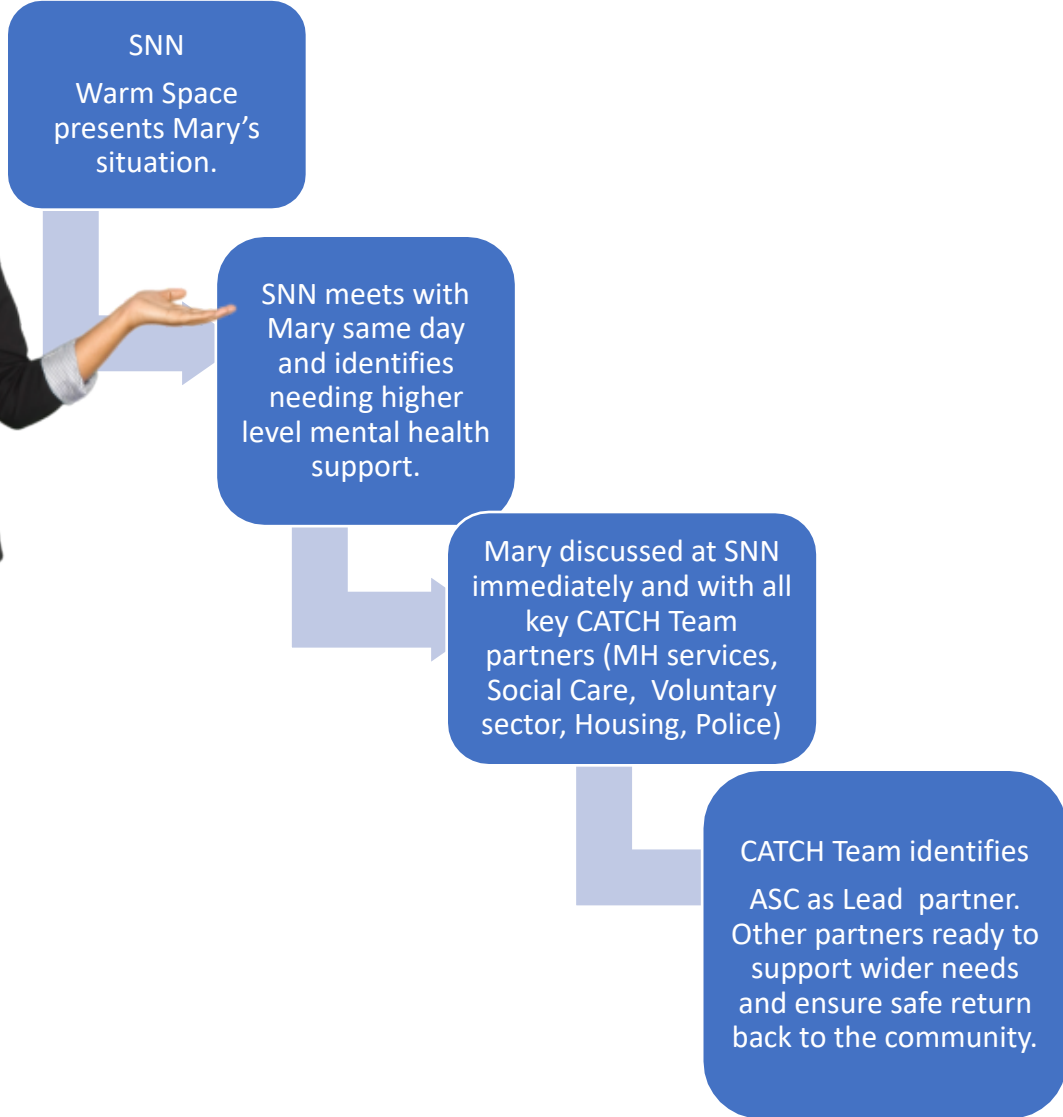 SNN
Warm Space
presents Mary’s
situation.
SNN meets with
Mary same day
and identifies
needing higher
level mental health
support.
Mary discussed at SNN
immediately and with all
key CATCH Team
partners (MH services,
Social Care, Voluntary
sector, Housing, Police)
CATCH Team identifies
ASC as Lead partner.
Other partners ready to
support wider needs
and ensure safe return
back to the community.